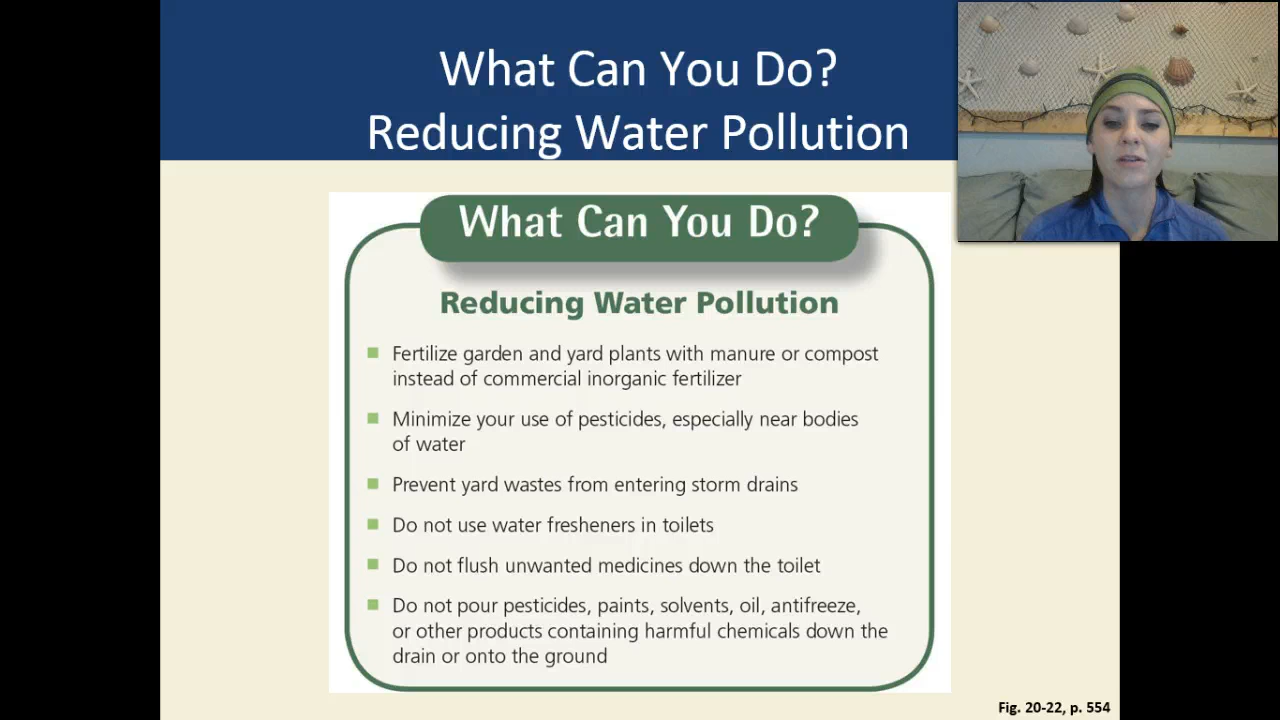 What Can You Do?
Reducing Water Pollution
What Can You Do?
Reducing Water Pollution
Fertilize garden and yard plants with manure or compost
instead of commercial inorganic fertilizer
Minimize your use of pesticides, especially near bodies
of water
Prevent yard wastes from entering storm drains
Do not use water fresheners in toilets
Do not flush unwanted medicines down the toilet
Do not pour pesticides, paints, solvents, oil, antifreeze,
or other products containing harmful chemicals down the
drain or onto the ground
Fig. 20-22, p. 554